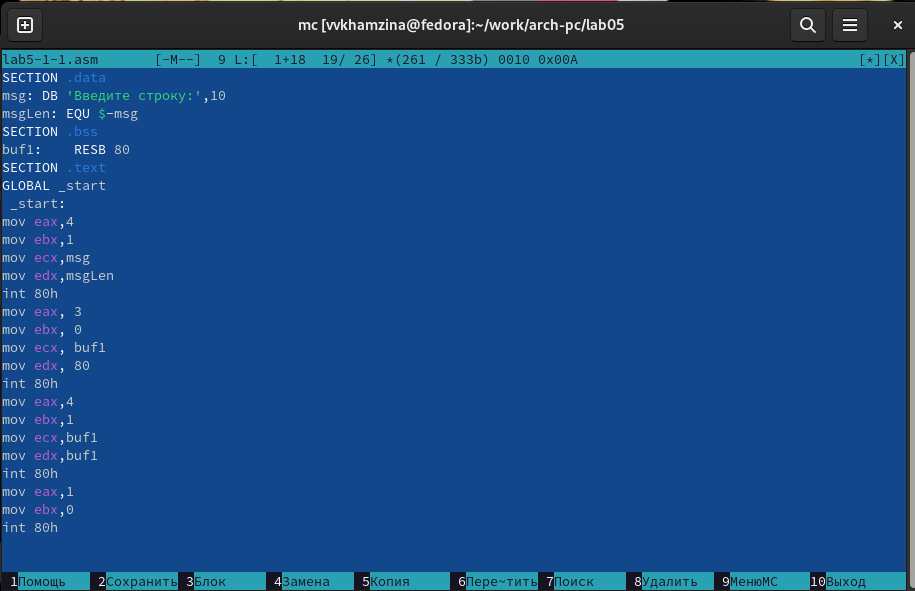 mc [vvkhamzina@fedora]:~/work/arch-pc/lab05
lab5-1-1.asm [-M--] 9 L:[ 1+18 19/ 26] *(261 / 333b) 0010 0x00A [*][X]
SECTION .data
msg: DB 'Введите строку:',10
msgLen: EQU $-msg
SECTION .bss
buf1: RESB 80
SECTION .text
GLOBAL _start
_start:
mov eax,4
mov ebx,1
mov ecx,msg
mov edx,msgLen
int 80h
mov eax, 3
mov ebx, 0
mov ecx, buf1
mov edx, 80
int 80h
mov eax,4
mov ebx,1
mov ecx,buf1
mov edx,buf1
int 80h
mov eax,1
mov ebx,0
int 80h
1Помощь 2Сохранить 3Блок 4Замена 5Копия 6Пере~тить 7Поиск 8Удалить 9МенюMC 10Выход